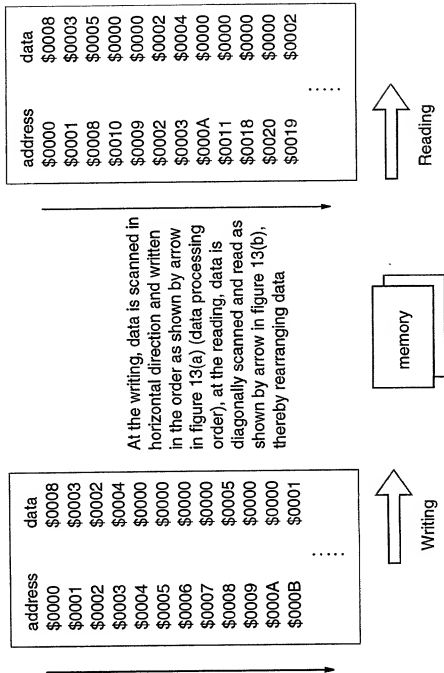 address data
$0000 $0008
$0001 $0003
$0002 $0002
$0003 $0004
$0004 $0000
$0005 $0000
$0006 $0000
$0007 $0000
$0008 $0005
$0009 $0000
$000A $0000
$000B $0001
.....
Writing
At the writing, data is scanned in
horizontal direction and written
in the order as shown by arrow
in figure 13(a) (data processing
order), at the reading, data is
diagonally scanned and read as
shown by arrow in figure 13(b),
thereby rearranging data
memory
address data
$0000 $0008
$0001 $0003
$0008 $0005
$0010 $0000
$0009 $0000
$0002 $0002
$0003 $0004
$000A $0000
$0011 $0000
$0018 $0000
$0020 $0000
$0019 $0002
.....
Reading